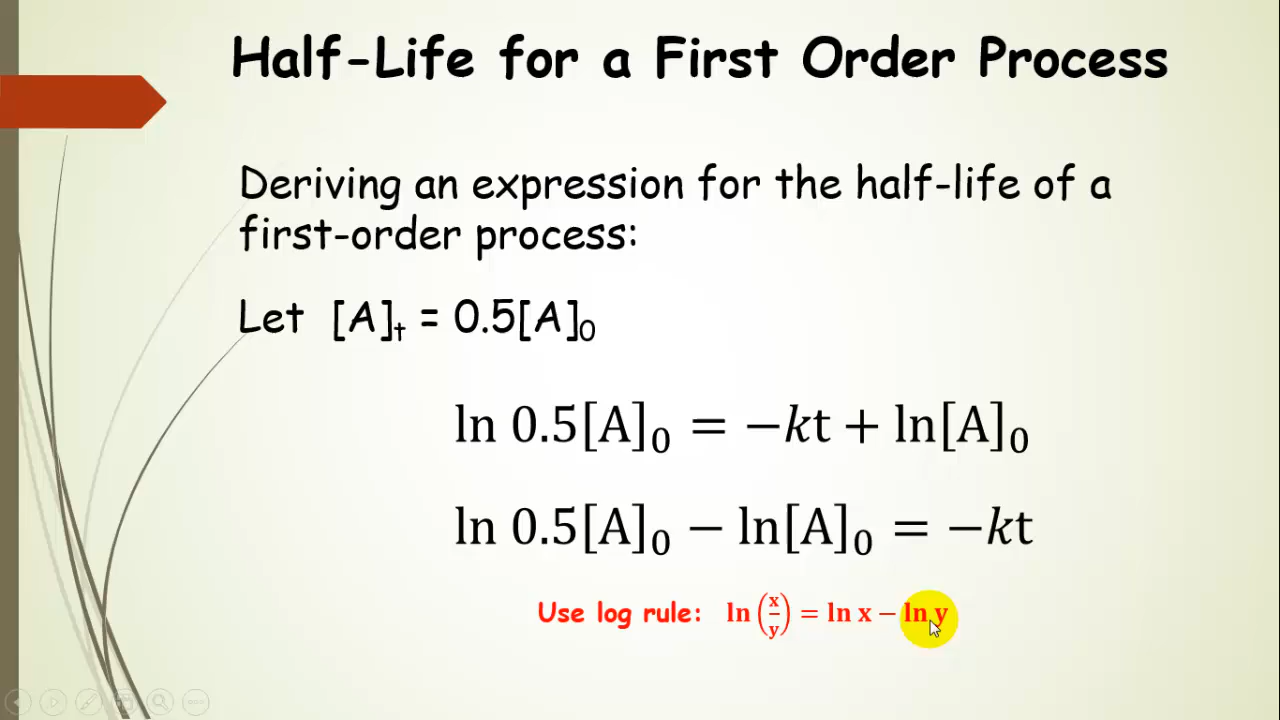 Half-Life for a First Order Process
Deriving an expression for the half-life of a
first-order process:
Let [A]ₜ = 0.5[A]₀
ln 0.5[A]₀ = −kt + ln[A]₀
ln 0.5[A]₀ − ln[A]₀ = −kt
Use log rule: ln(x/y) = ln x − ln y